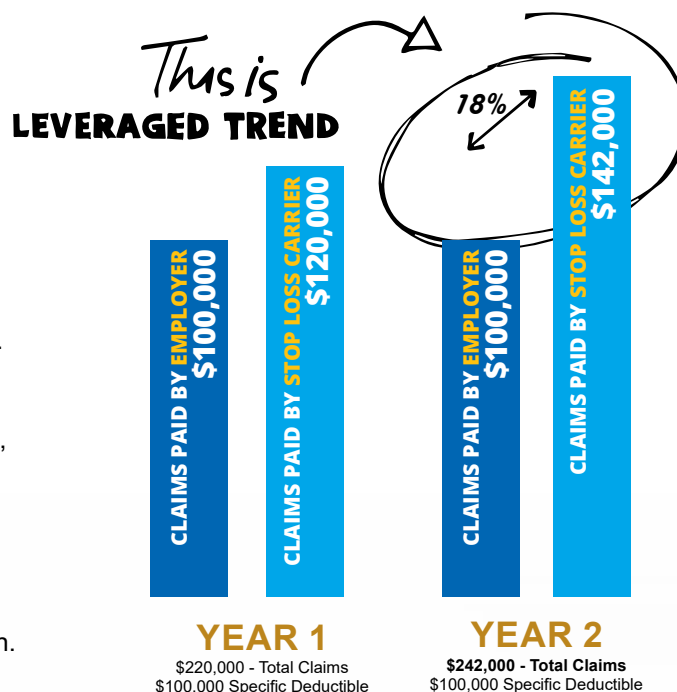 This is
LEVERAGED TREND
18%
CLAIMS PAID BY EMPLOYER
$100,000
CLAIMS PAID BY STOP LOSS CARRIER
$120,000
CLAIMS PAID BY EMPLOYER
$100,000
CLAIMS PAID BY STOP LOSS CARRIER
$142,000
YEAR 1
$220,000 - Total Claims
$100,000 Specific Deductible
YEAR 2
$242,000 - Total Claims
$100,000 Specific Deductible